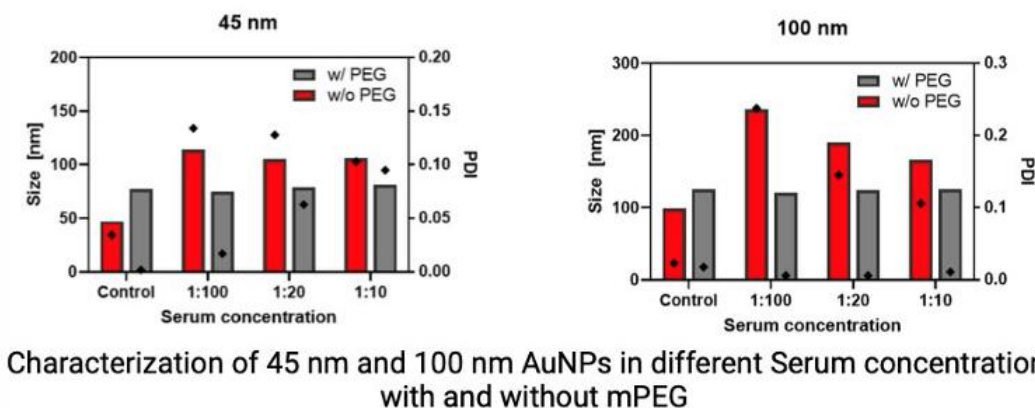 45 nm
200
150
100
50
0
Size [nm]
0.20
0.15
0.10
0.05
0.00
PDI
w/ PEG
w/o PEG
Control 1:100 1:20 1:10
Serum concentration
100 nm
300
200
100
0
Size [nm]
0.3
0.2
0.1
0.0
PDI
w/ PEG
w/o PEG
Control 1:100 1:20 1:10
Serum concentration
Characterization of 45 nm and 100 nm AuNPs in different Serum concentration
with and without mPEG